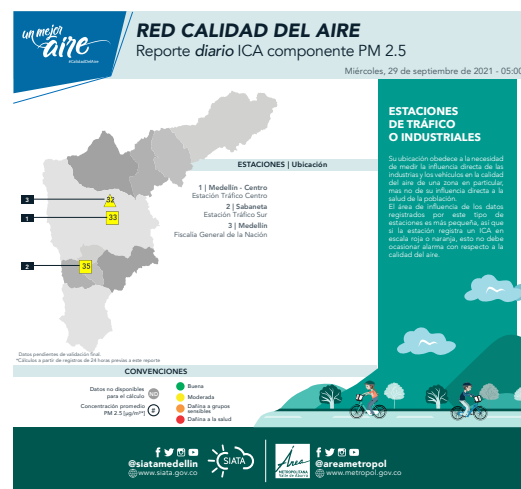 un mejor
aire
#CalidadDelAire
RED CALIDAD DEL AIRE
Reporte diario ICA componente PM 2.5
Miércoles, 29 de septiembre de 2021 - 05:00
ESTACIONES
DE TRÁFICO
O INDUSTRIALES
Su ubicación obedece a la necesidad
de medir la influencia directa de las
industrias y los vehículos en la calidad
del aire de una zona en particular,
mas no de su influencia directa a la
salud de la población.
El área de influencia de los datos
registrados por este tipo de
estaciones es más pequeña, así que
si la estación registra un ICA en
escala roja o naranja, esto no debe
ocasionar alarma con respecto a la
calidad del aire.
ESTACIONES | Ubicación
1 | Medellín - Centro
Estación Tráfico Centro
2 | Sabaneta
Estación Tráfico Sur
3 | Medellín
Fiscalía General de la Nación
3
32
1
33
2
35
Datos pendientes de validación final.
*Cálculos a partir de registros de 24 horas previas a este reporte
CONVENCIONES
Datos no disponibles
para el cálculo
ND
Concentración promedio
PM 2.5 (µg/m³*)
#
Buena
Moderada
Dañina a grupos
sensibles
Dañina a la salud
@siatamedellin
www.siata.gov.co
SIATA
Área
METROPOLITANA
Valle de Aburrá
@areametropol
www.metropol.gov.co